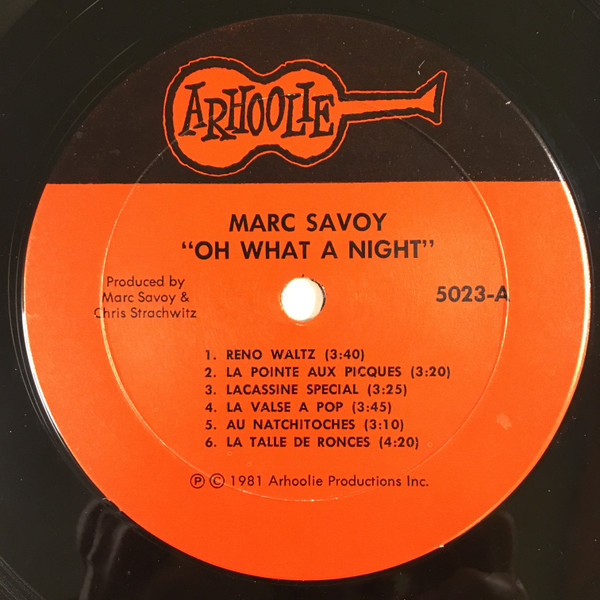 ARHOOLIE
MARC SAVOY
"OH WHAT A NIGHT"
Produced by
Marc Savoy &
Chris Strachwitz
5023-A
1. RENO WALTZ (3:40)
2. LA POINTE AUX PICQUES (3:20)
3. LACASSINE SPECIAL (3:25)
4. LA VALSE A POP (3:45)
5. AU NATCHITOCHES (3:10)
6. LA TALLE DE RONCES (4:20)
℗ © 1981 Arhoolie Productions Inc.